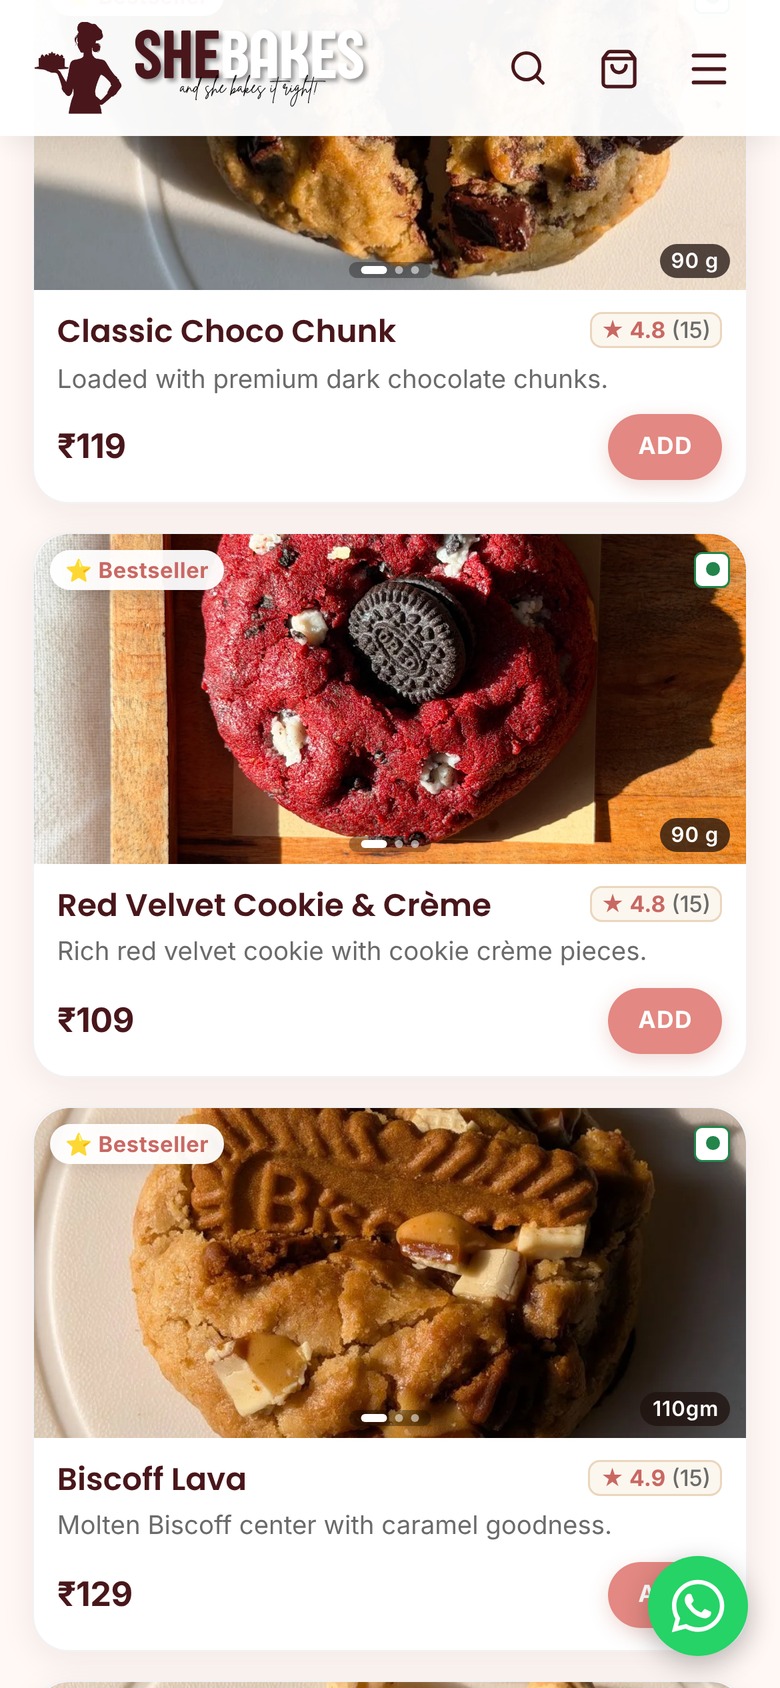 SHEBAKES
and she bakes it right!
90 g
Classic Choco Chunk
★ 4.8 (15)
Loaded with premium dark chocolate chunks.
₹119
ADD
⭐ Bestseller
90 g
Red Velvet Cookie & Crème
★ 4.8 (15)
Rich red velvet cookie with cookie crème pieces.
₹109
ADD
⭐ Bestseller
110gm
Biscoff Lava
★ 4.9 (15)
Molten Biscoff center with caramel goodness.
₹129